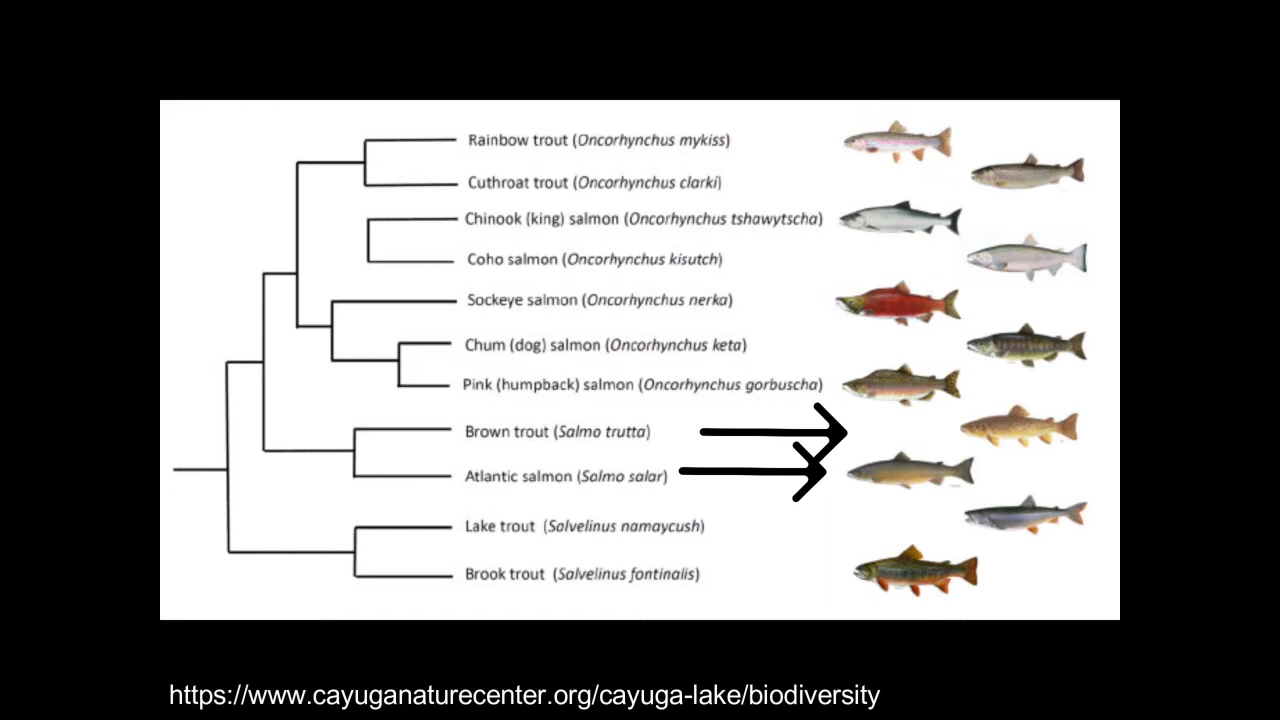 Rainbow trout (Oncorhynchus mykiss)
Cuthroat trout (Oncorhynchus clarki)
Chinook (king) salmon (Oncorhynchus tshawytscha)
Coho salmon (Oncorhynchus kisutch)
Sockeye salmon (Oncorhynchus nerka)
Chum (dog) salmon (Oncorhynchus keta)
Pink (humpback) salmon (Oncorhynchus gorbuscha)
Brown trout (Salmo trutta)
Atlantic salmon (Salmo salar)
Lake trout (Salvelinus namaycush)
Brook trout (Salvelinus fontinalis)
https://www.cayuganaturecenter.org/cayuga-lake/biodiversity